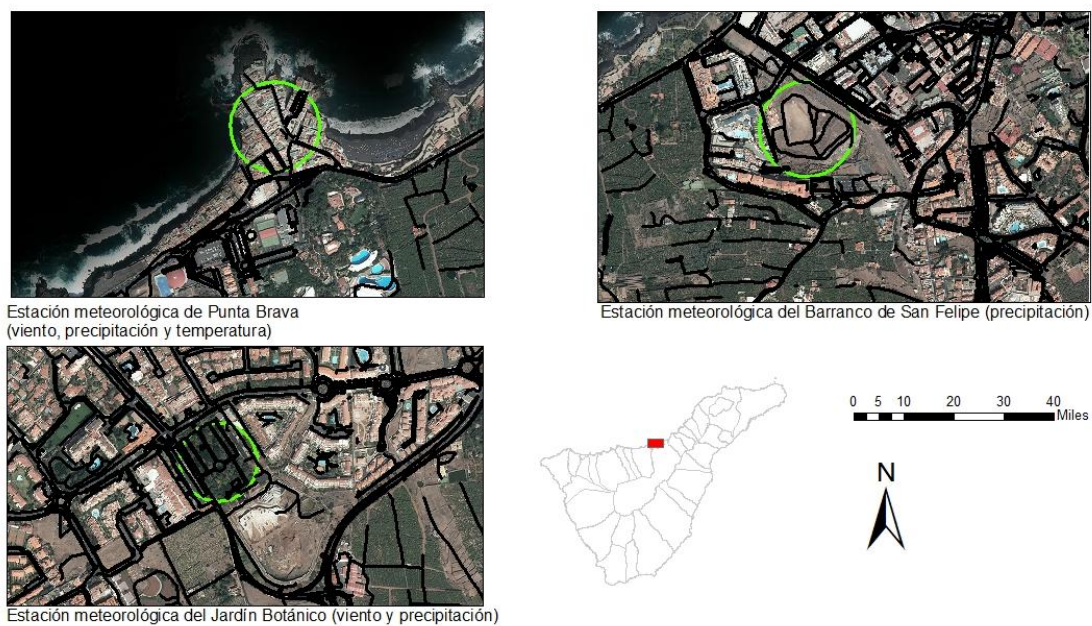 Estación meteorológica de Punta Brava
(viento, precipitación y temperatura)
Estación meteorológica del Barranco de San Felipe (precipitación)
Estación meteorológica del Jardín Botánico (viento y precipitación)
0 5 10 20 30 40
Miles
N